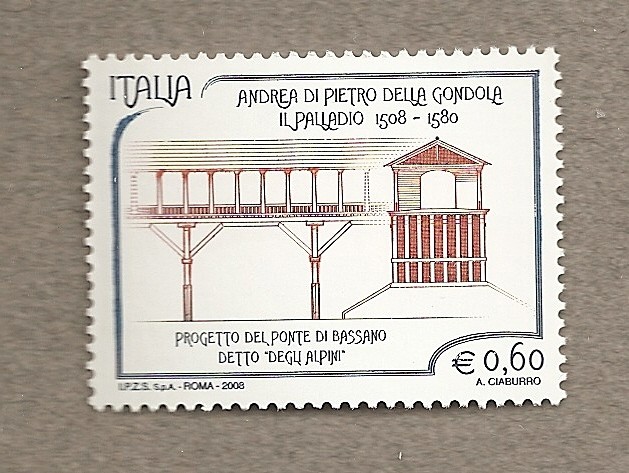 ITALIA
ANDREA DI PIETRO DELLA GONDOLA
IL PALLADIO 1508 - 1580
PROGETTO DEL PONTE DI BASSANO
DETTO "DEGLI ALPINI"
€ 0,60
I.P.Z.S. S.p.A. - ROMA - 2008
A. CIABURRO